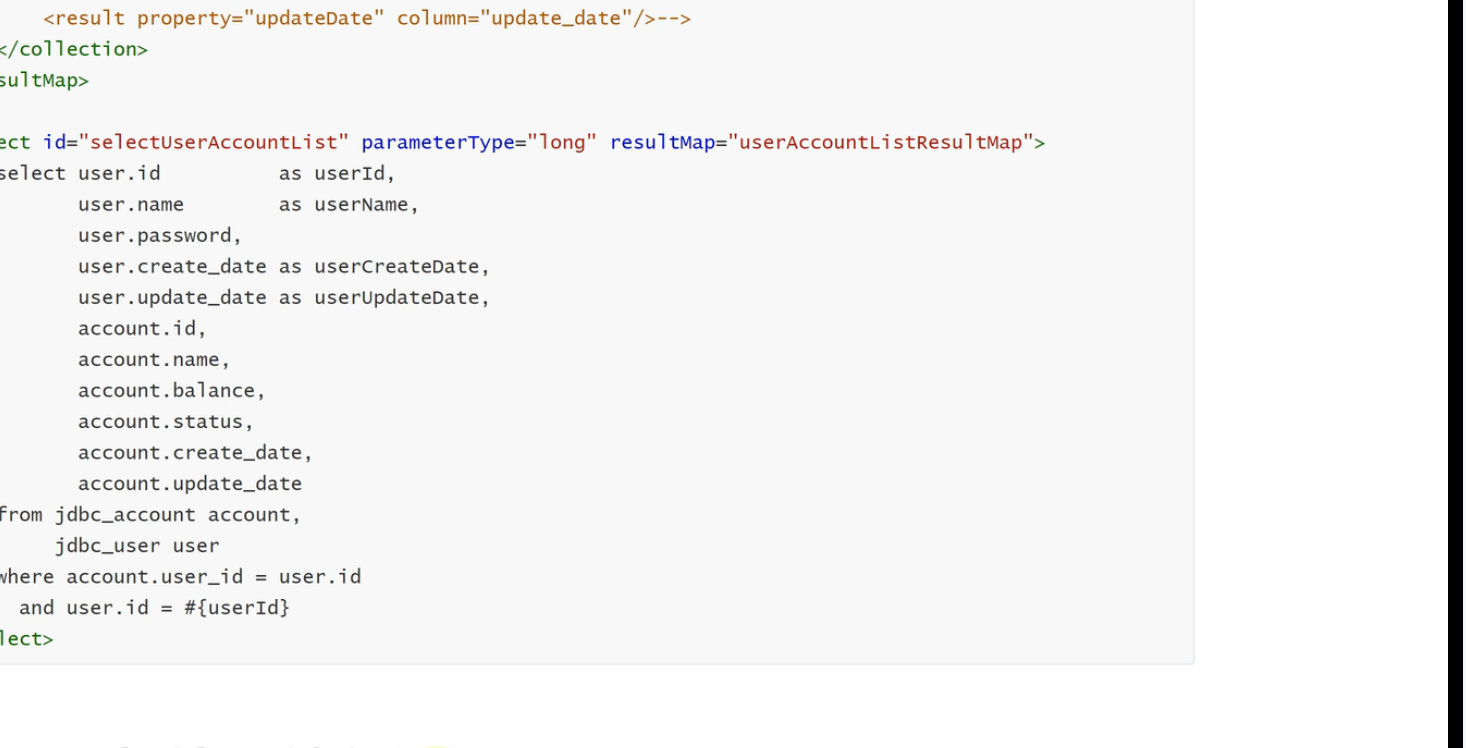 <result property="updateDate" column="update_date"/>-->
</collection>
sultMap>
ect id="selectUserAccountList" parameterType="long" resultMap="userAccountListResultMap">
select user.id as userId,
user.name as userName,
user.password,
user.create_date as userCreateDate,
user.update_date as userUpdateDate,
account.id,
account.name,
account.balance,
account.status,
account.create_date,
account.update_date
from jdbc_account account,
jdbc_user user
where account.user_id = user.id
and user.id = #{userId}
lect>